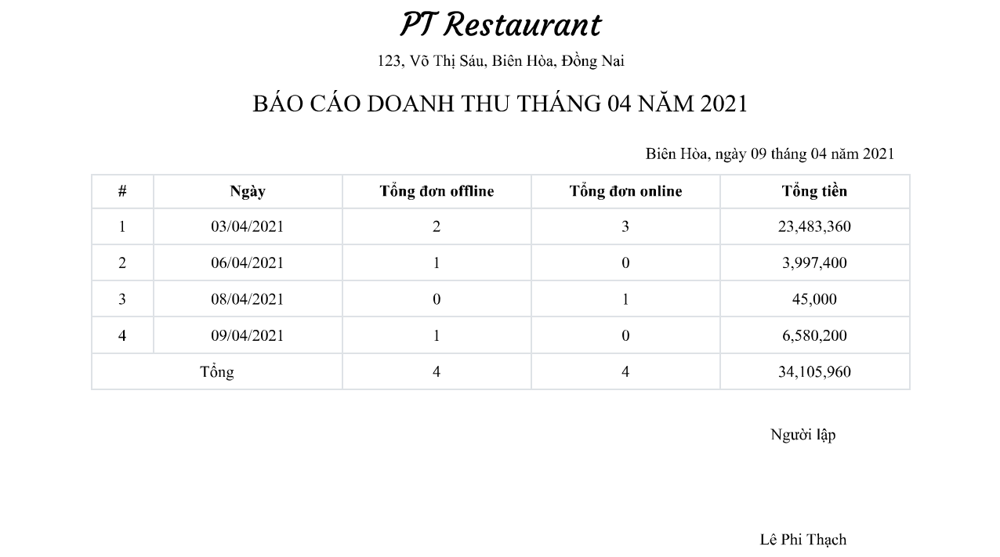 PT Restaurant
123, Võ Thị Sáu, Biên Hòa, Đồng Nai
BÁO CÁO DOANH THU THÁNG 04 NĂM 2021
Biên Hòa, ngày 09 tháng 04 năm 2021
# Ngày Tổng đơn offline Tổng đơn online Tổng tiền
1 03/04/2021 2 3 23,483,360
2 06/04/2021 1 0 3,997,400
3 08/04/2021 0 1 45,000
4 09/04/2021 1 0 6,580,200
Tổng 4 4 34,105,960
Người lập
Lê Phi Thạch